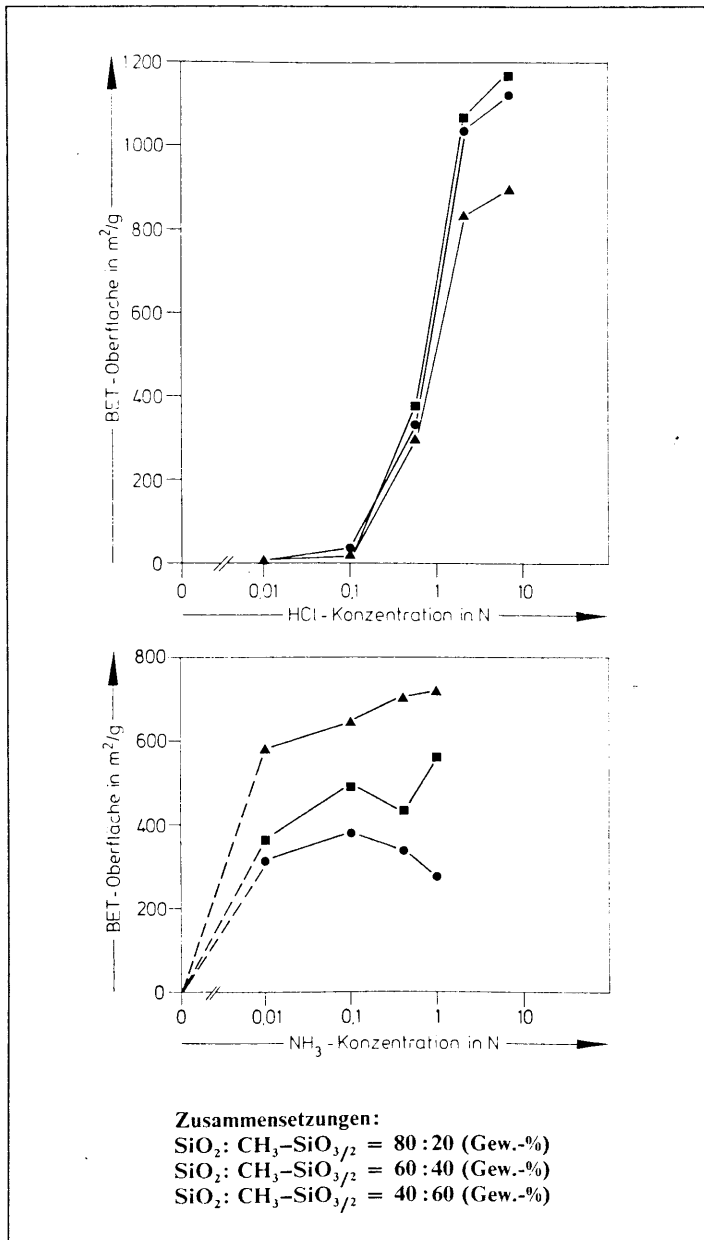 1200
1000
800
600
400
200
0
BET-Oberfläche in m²/g
0 0,01 0,1 1 10
HCl-Konzentration in N
800
600
400
200
0
BET-Oberfläche in m²/g
0 0,01 0,1 1 10
NH₃-Konzentration in N
Zusammensetzungen:
SiO₂: CH₃–SiO₃/₂ = 80:20 (Gew.-%)
SiO₂: CH₃–SiO₃/₂ = 60:40 (Gew.-%)
SiO₂: CH₃–SiO₃/₂ = 40:60 (Gew.-%)